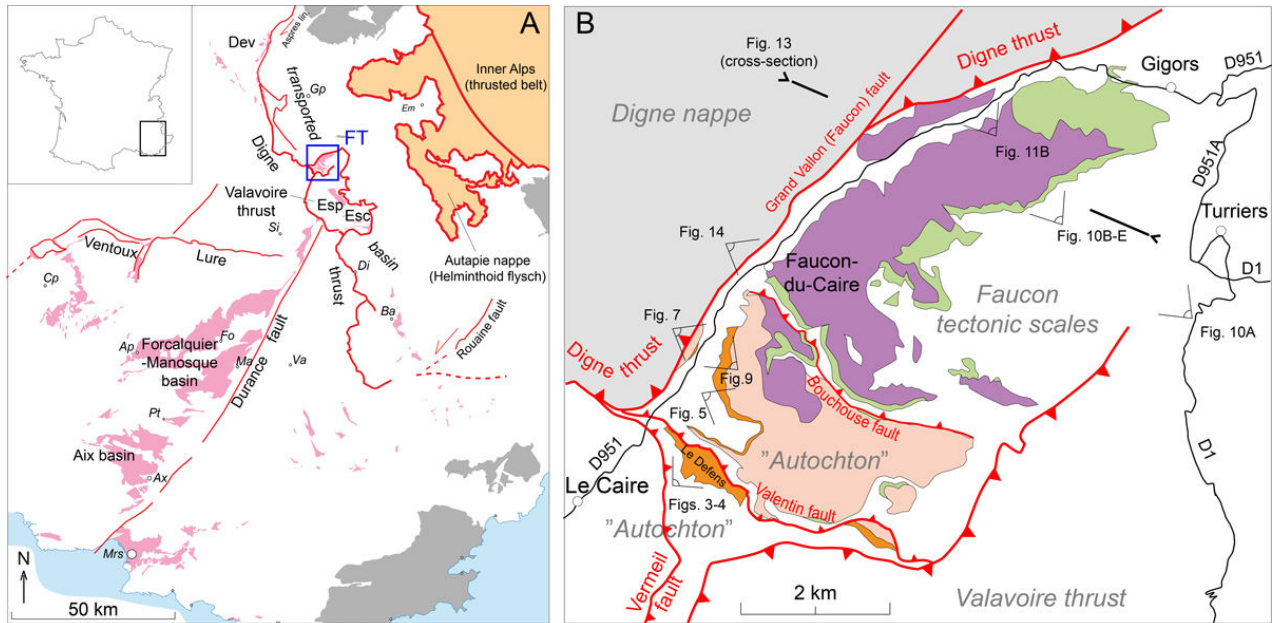 A
Dev
Aspres lin.
transported
Gp
Em
Inner Alps
(thrusted belt)
FT
Digne
Valavoire
thrust
Esp
Esc
Si
Ventoux
Lure
basin
Autapie nappe
(Helminthoid flysch)
Cp
Di
thrust
Ba
Rouaine fault
Forcalquier
-Manosque
basin
Fo
Ap
Ma
Va
Durance fault
Pt
Aix basin
Ax
Mrs
N
50 km
B
Fig. 13
(cross-section)
Digne thrust
Gigors
D951
Digne nappe
Grand Vallon (Faucon) fault
Fig. 11B
D951A
Turriers
Fig. 14
Fig. 10B-E
D1
Faucon-
du-Caire
Faucon
tectonic scales
Fig. 7
Fig. 10A
Digne thrust
Fig.9
Bouchouse fault
Fig. 5
D951
"Autochton"
Le Defens
D1
Le Caire
Figs. 3-4
Valentin fault
"Autochton"
Vermeil
fault
2 km
Valavoire thrust